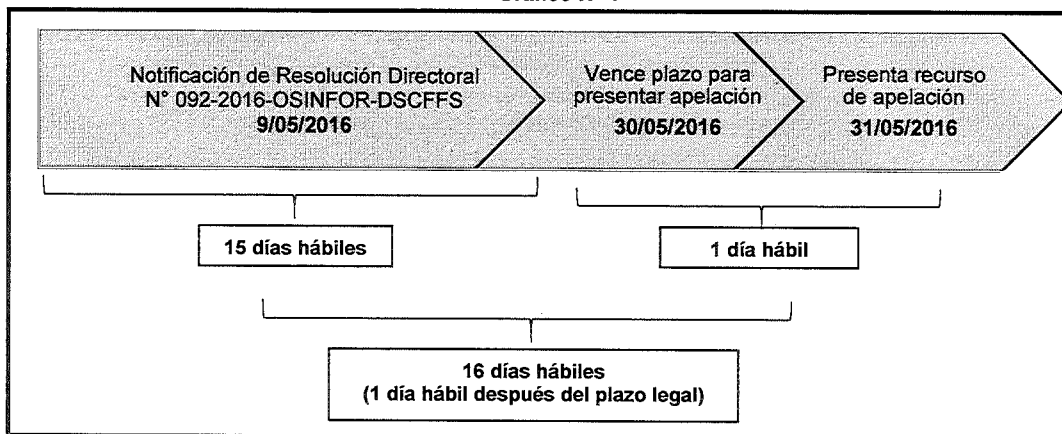 Notificación de Resolución Directoral
N° 092-2016-OSINFOR-DSCFFS
9/05/2016
Vence plazo para
presentar apelación
30/05/2016
Presenta recurso
de apelación
31/05/2016
15 días hábiles
1 día hábil
16 días hábiles
(1 día hábil después del plazo legal)